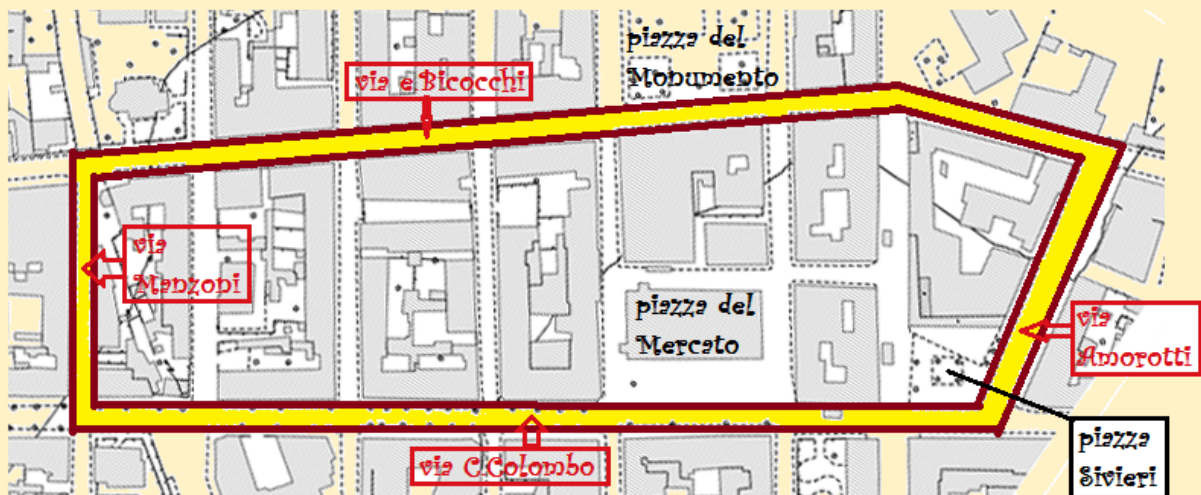 piazza del
Monumento
via e Bicocchi
via
Manzoni
piazza del
Mercato
via
Amorotti
via C.Colombo
piazza
Sivieri